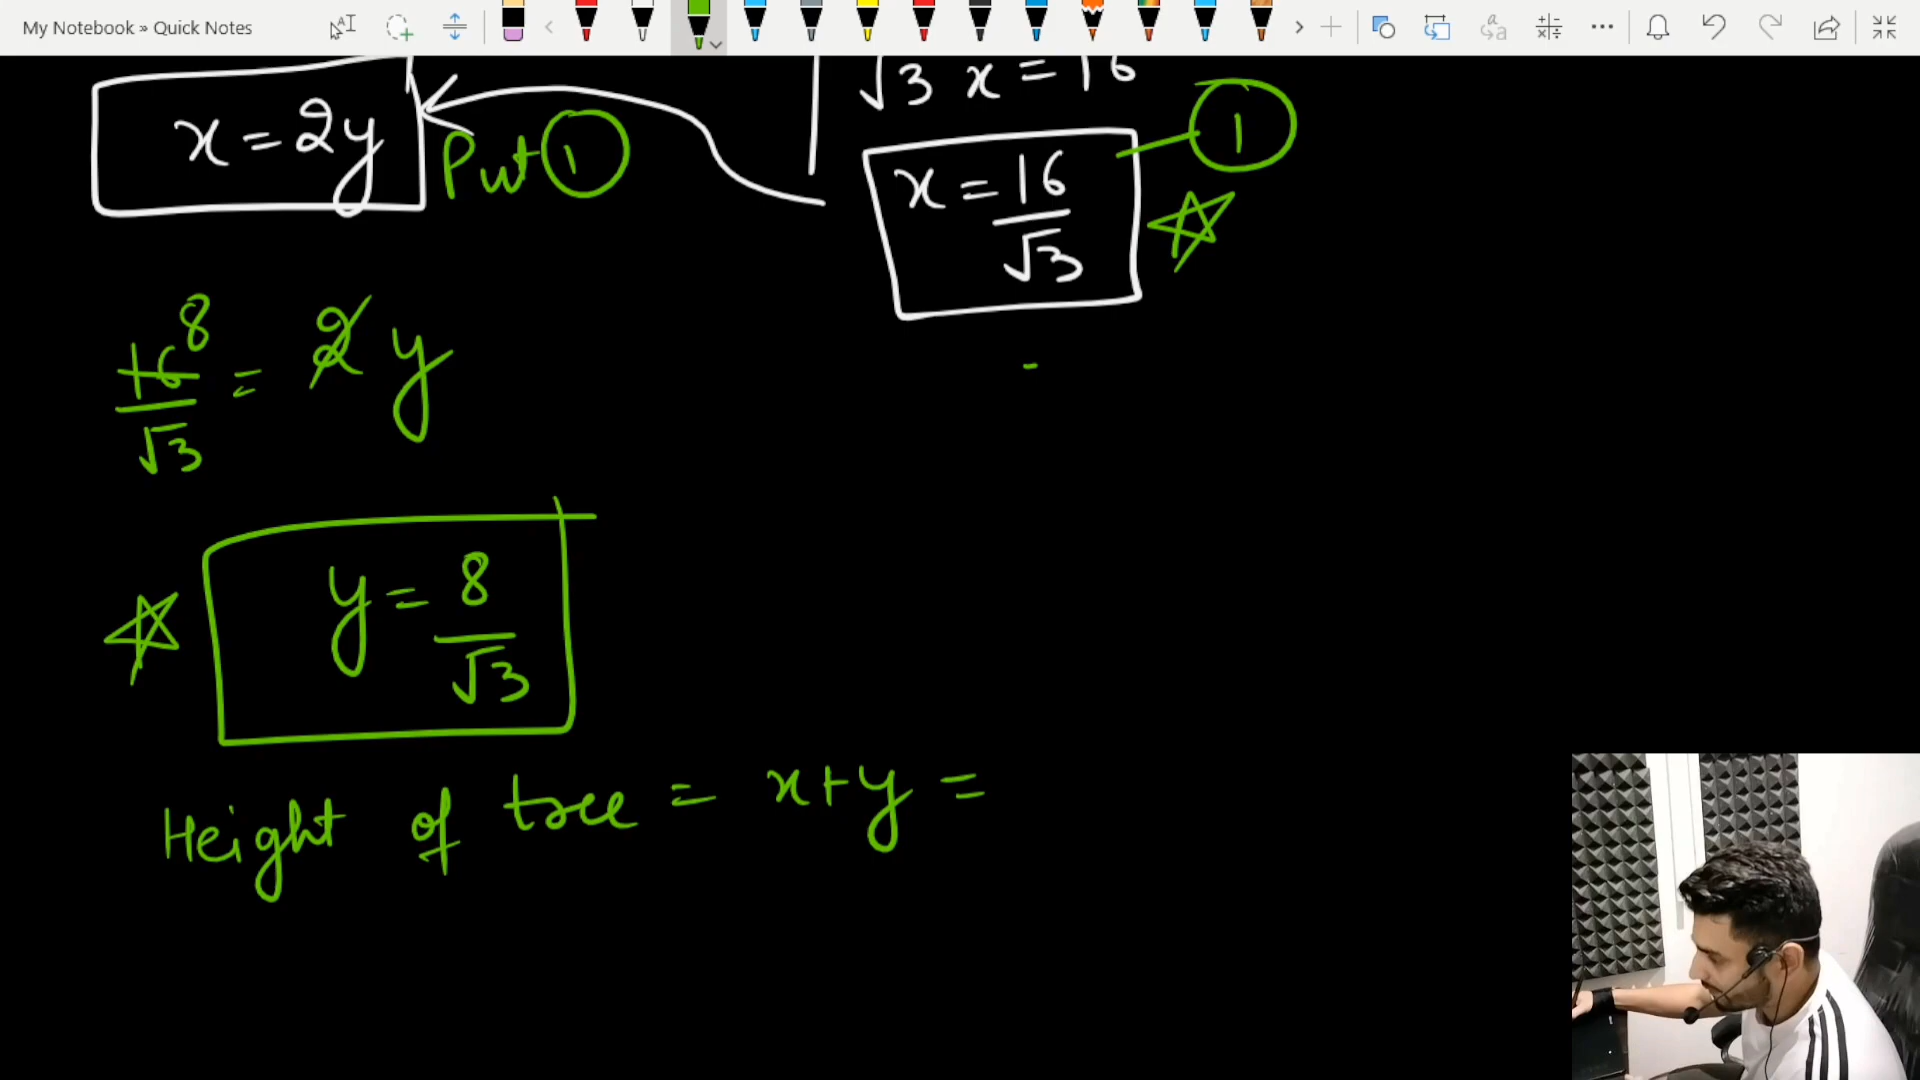 My Notebook » Quick Notes
√3 x = 16
x = 2y
Put ①
①
x = 16/√3
16/√3 8 = 2y
y = 8/√3
Height of tree = x+y =